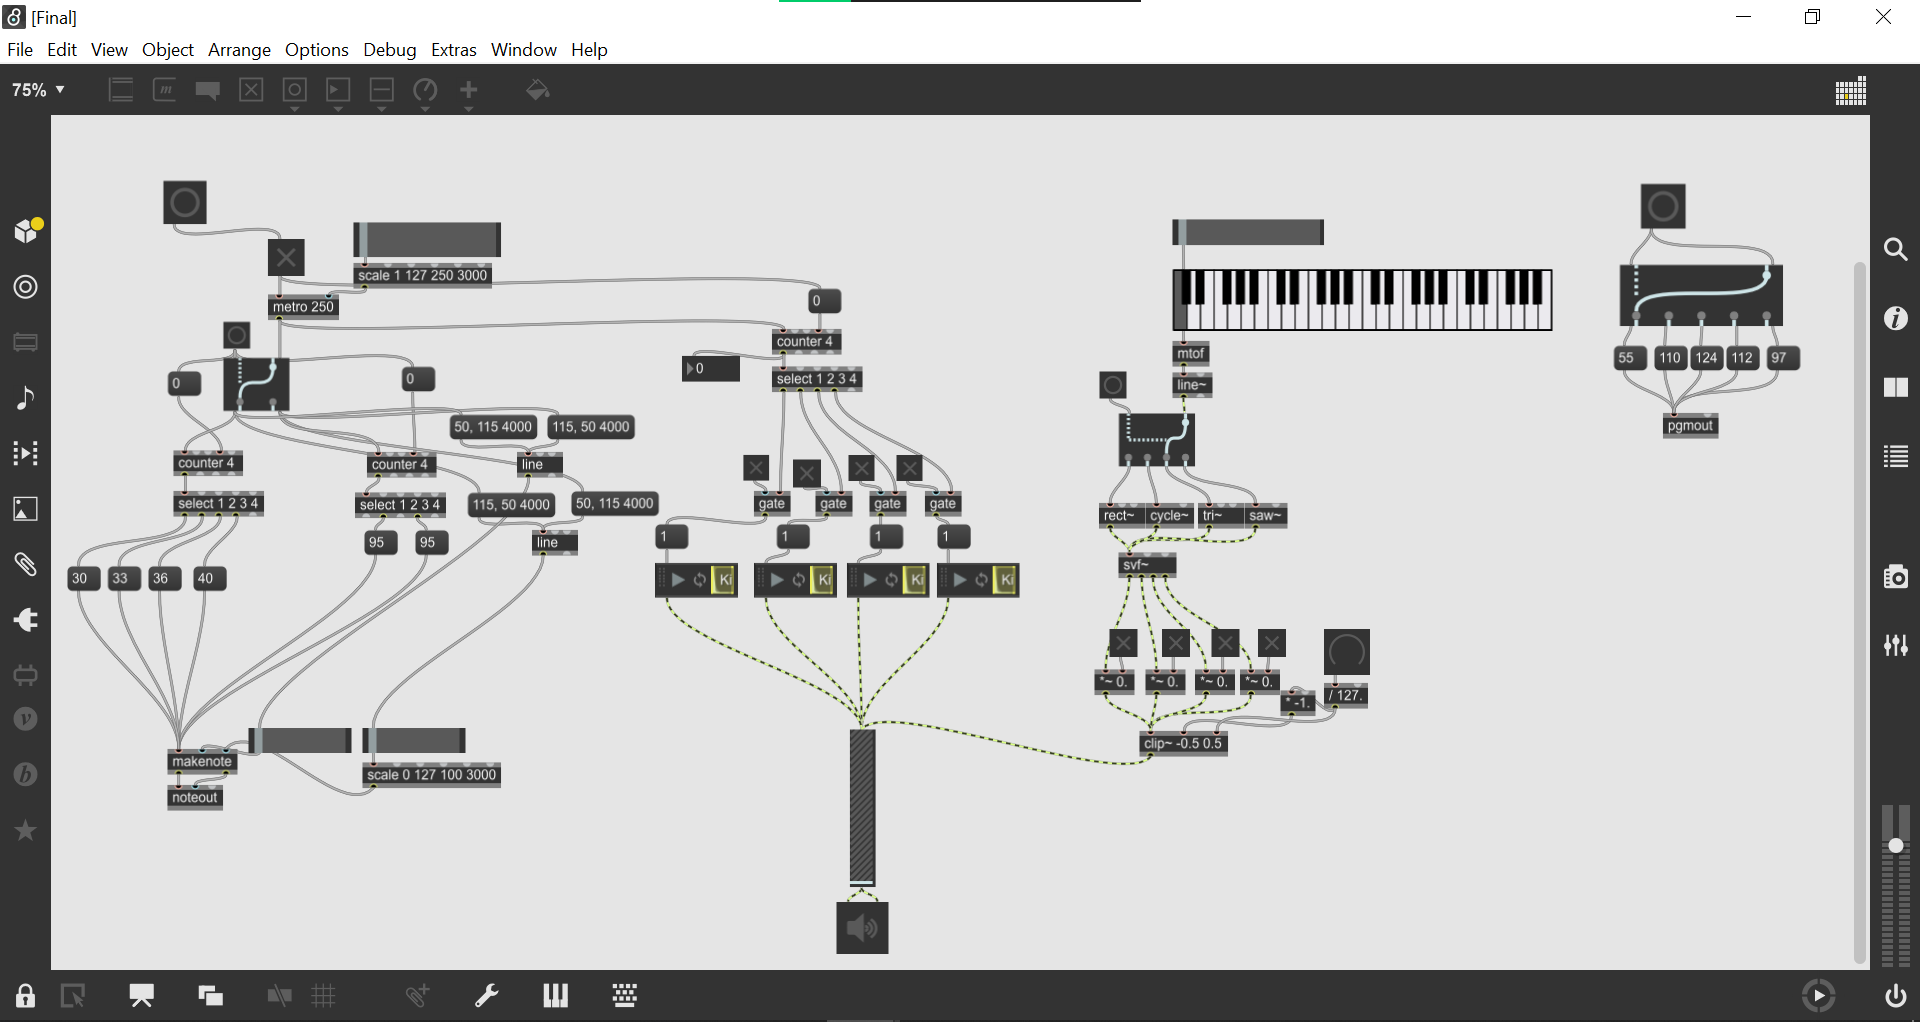 [Final]
File Edit View Object Arrange Options Debug Extras Window Help
75%
m
scale 1 127 250 3000
metro 250
0
counter 4
0
select 1 2 3 4
0
0
50, 115 4000
115, 50 4000
counter 4
counter 4
line
select 1 2 3 4
select 1 2 3 4
115, 50 4000
50, 115 4000
95
95
line
30
33
36
40
makenote
noteout
scale 0 127 100 3000
gate
gate
gate
gate
1
1
1
1
Ki
Ki
Ki
Ki
mtof
line~
rect~
cycle~
tri~
saw~
svf~
*~ 0.
*~ 0.
*~ 0.
*~ 0.
* -1.
/ 127.
clip~ -0.5 0.5
55
110
124
112
97
pgmout
v
b